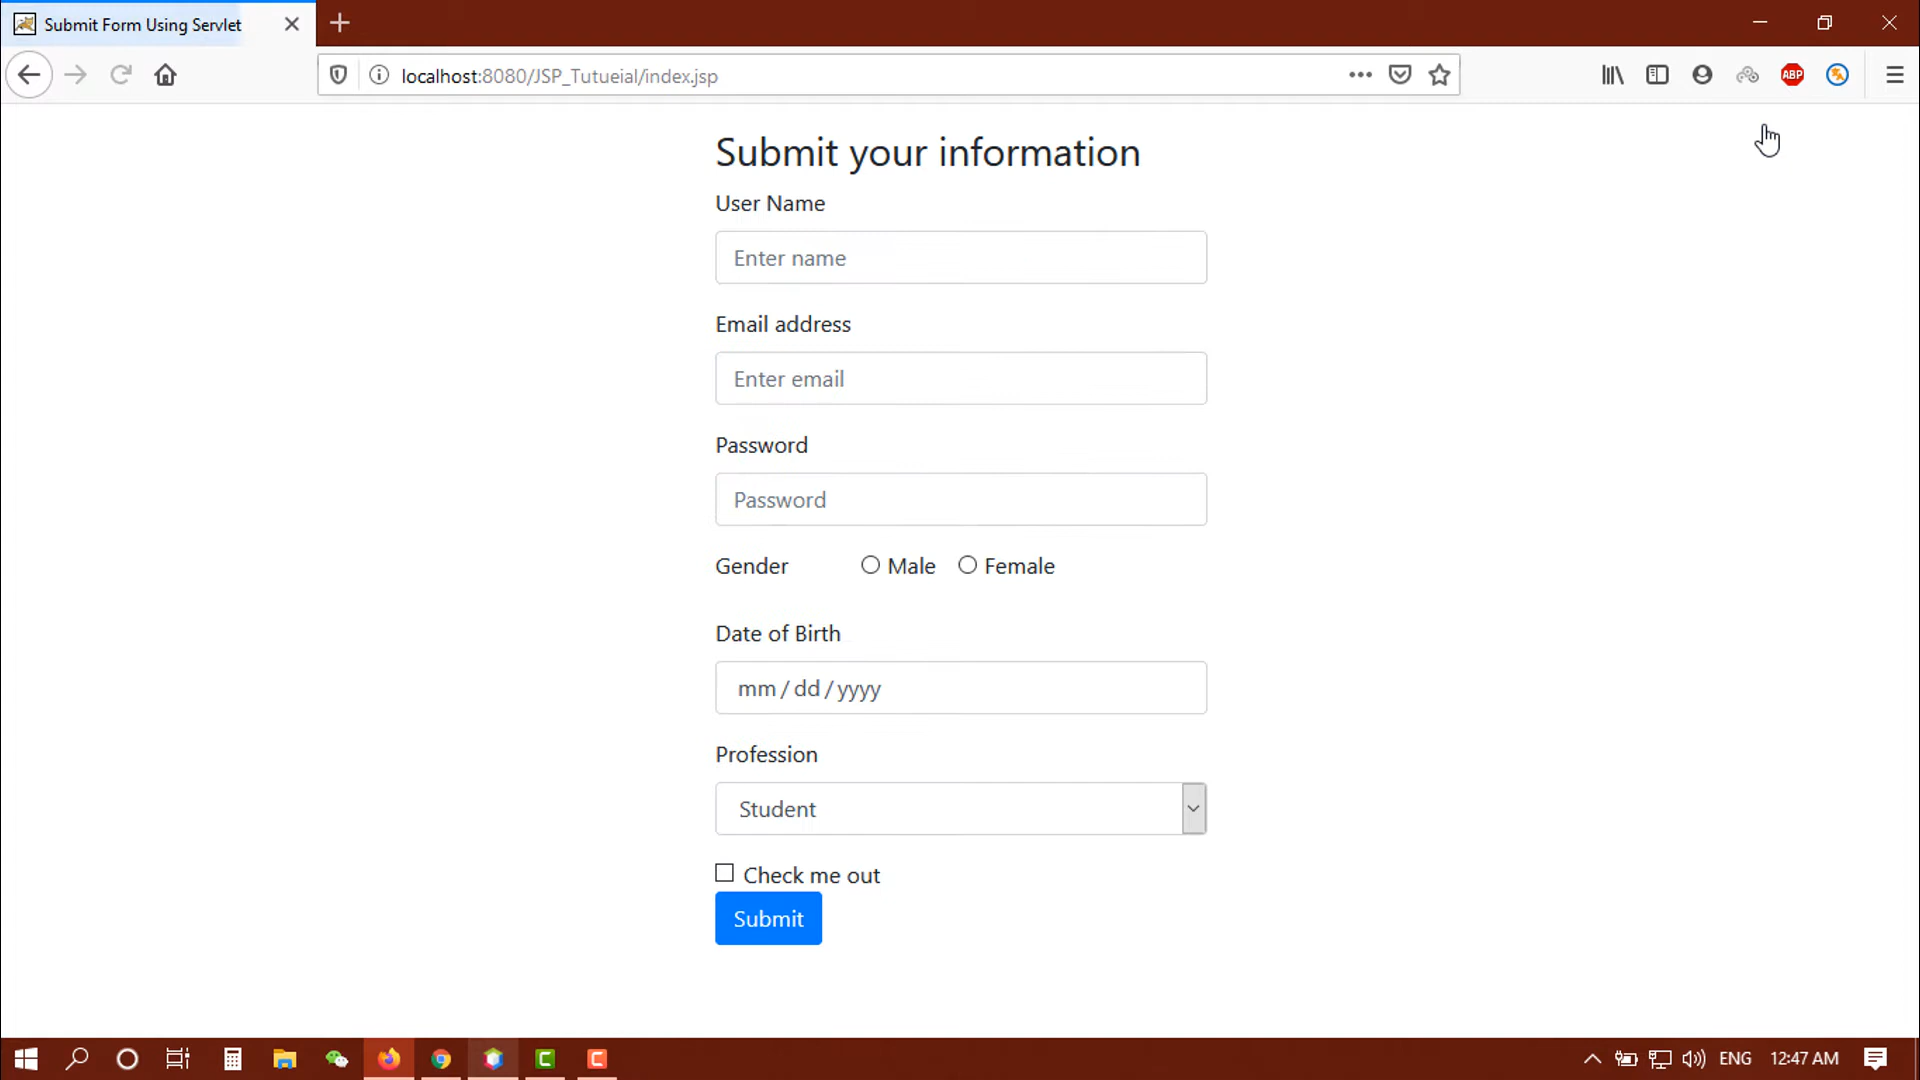 Submit Form Using Servlet
localhost:8080/JSP_Tutueial/index.jsp
ABP
Submit your information
User Name
Enter name
Email address
Enter email
Password
Password
Gender Male Female
Date of Birth
mm / dd / yyyy
Profession
Student
Check me out
Submit
C C ENG 12:47 AM